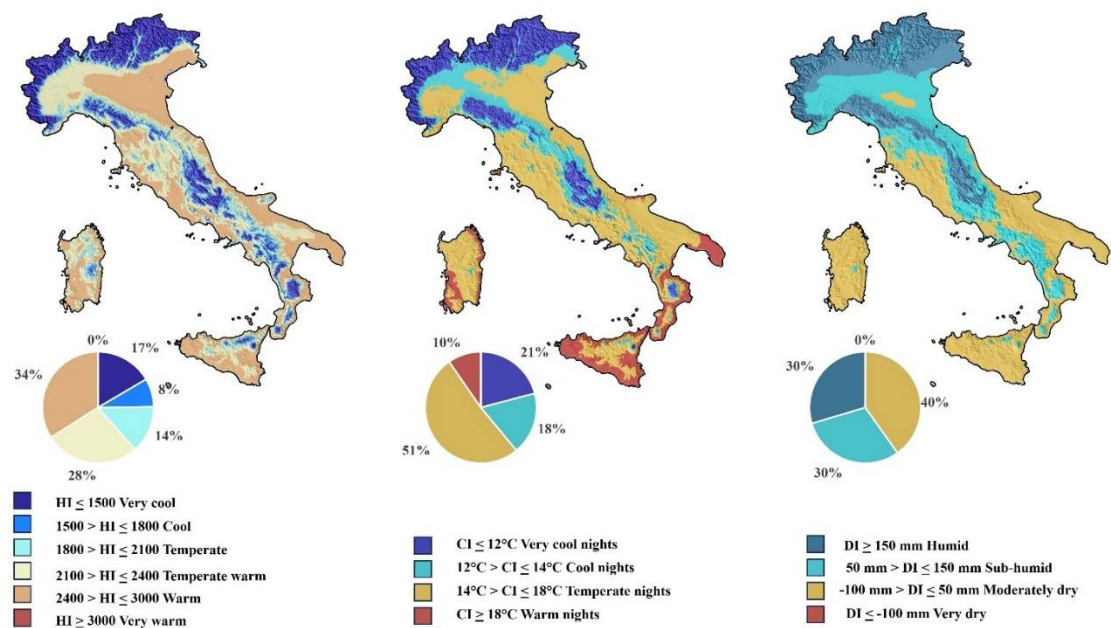 0%
17%
34%
8%
14%
28%
HI ≤ 1500 Very cool
1500 > HI ≤ 1800 Cool
1800 > HI ≤ 2100 Temperate
2100 > HI ≤ 2400 Temperate warm
2400 > HI ≤ 3000 Warm
HI ≥ 3000 Very warm
10%
21%
18%
51%
CI ≤ 12°C Very cool nights
12°C > CI ≤ 14°C Cool nights
14°C > CI ≤ 18°C Temperate nights
CI ≥ 18°C Warm nights
0%
30%
40%
30%
DI ≥ 150 mm Humid
50 mm > DI ≤ 150 mm Sub-humid
-100 mm > DI ≤ 50 mm Moderately dry
DI ≤ -100 mm Very dry